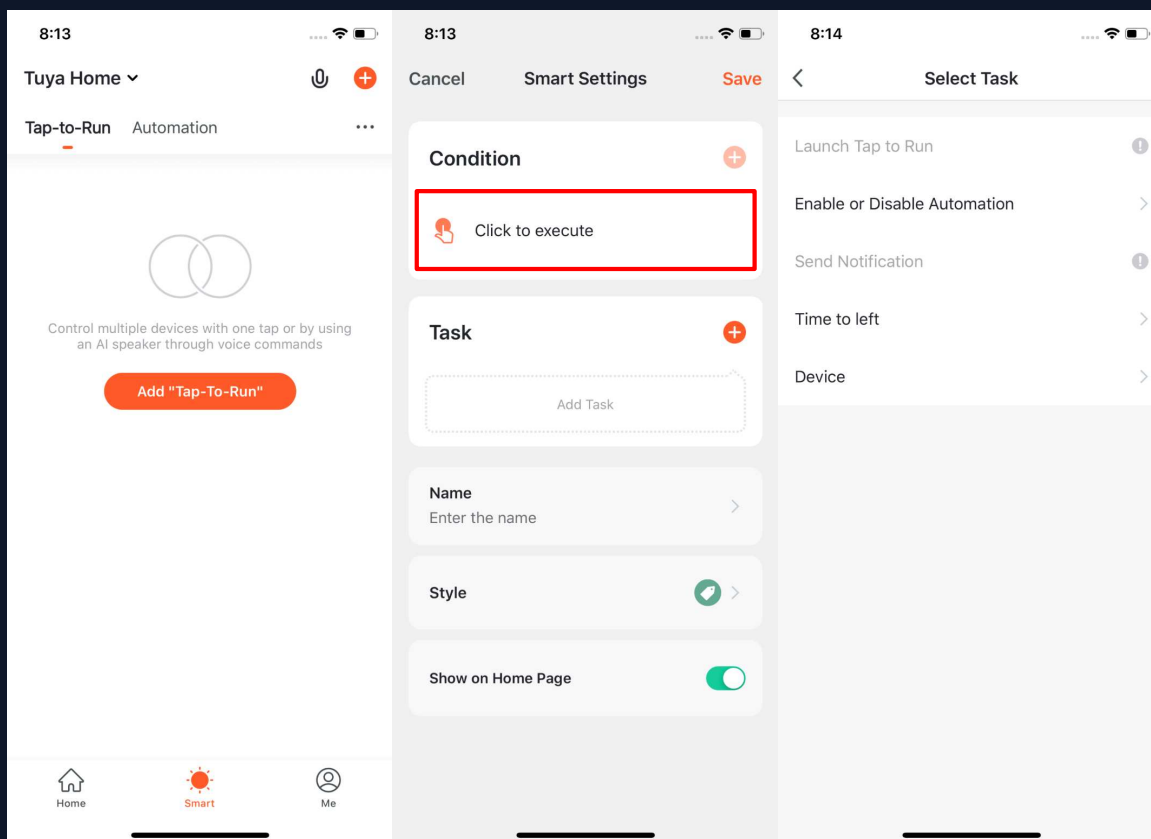 8:13
Tuya Home
Tap-to-Run Automation
Control multiple devices with one tap or by using
an AI speaker through voice commands
Add "Tap-To-Run"
Home Smart Me
8:13
Cancel Smart Settings Save
Condition
Click to execute
Task
Add Task
Name
Enter the name
Style
Show on Home Page
8:14
Select Task
Launch Tap to Run
Enable or Disable Automation
Send Notification
Time to left
Device